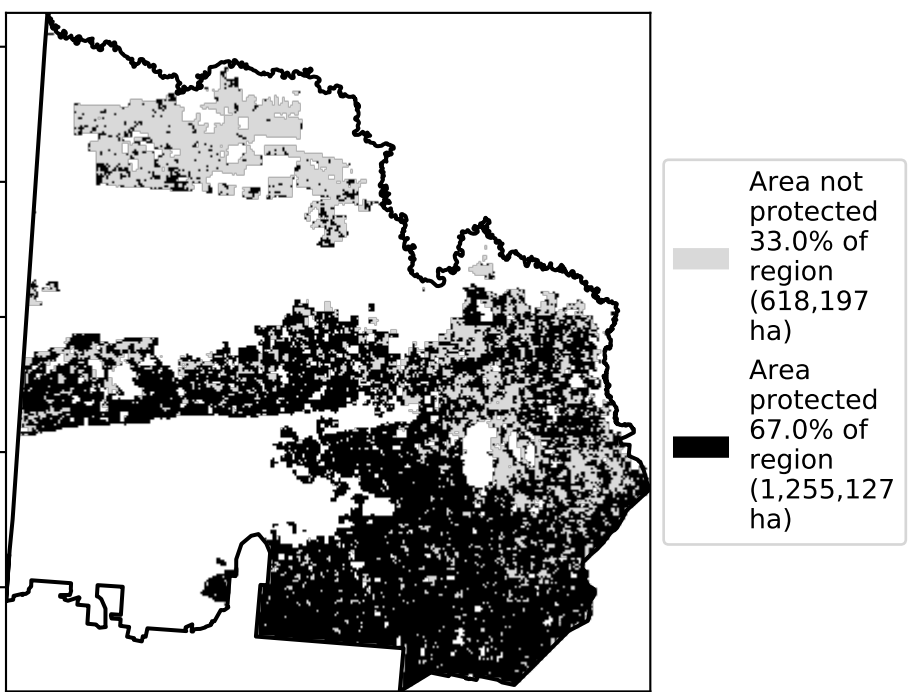 Area not
protected
33.0% of
region
(618,197
ha)
Area
protected
67.0% of
region
(1,255,127
ha)